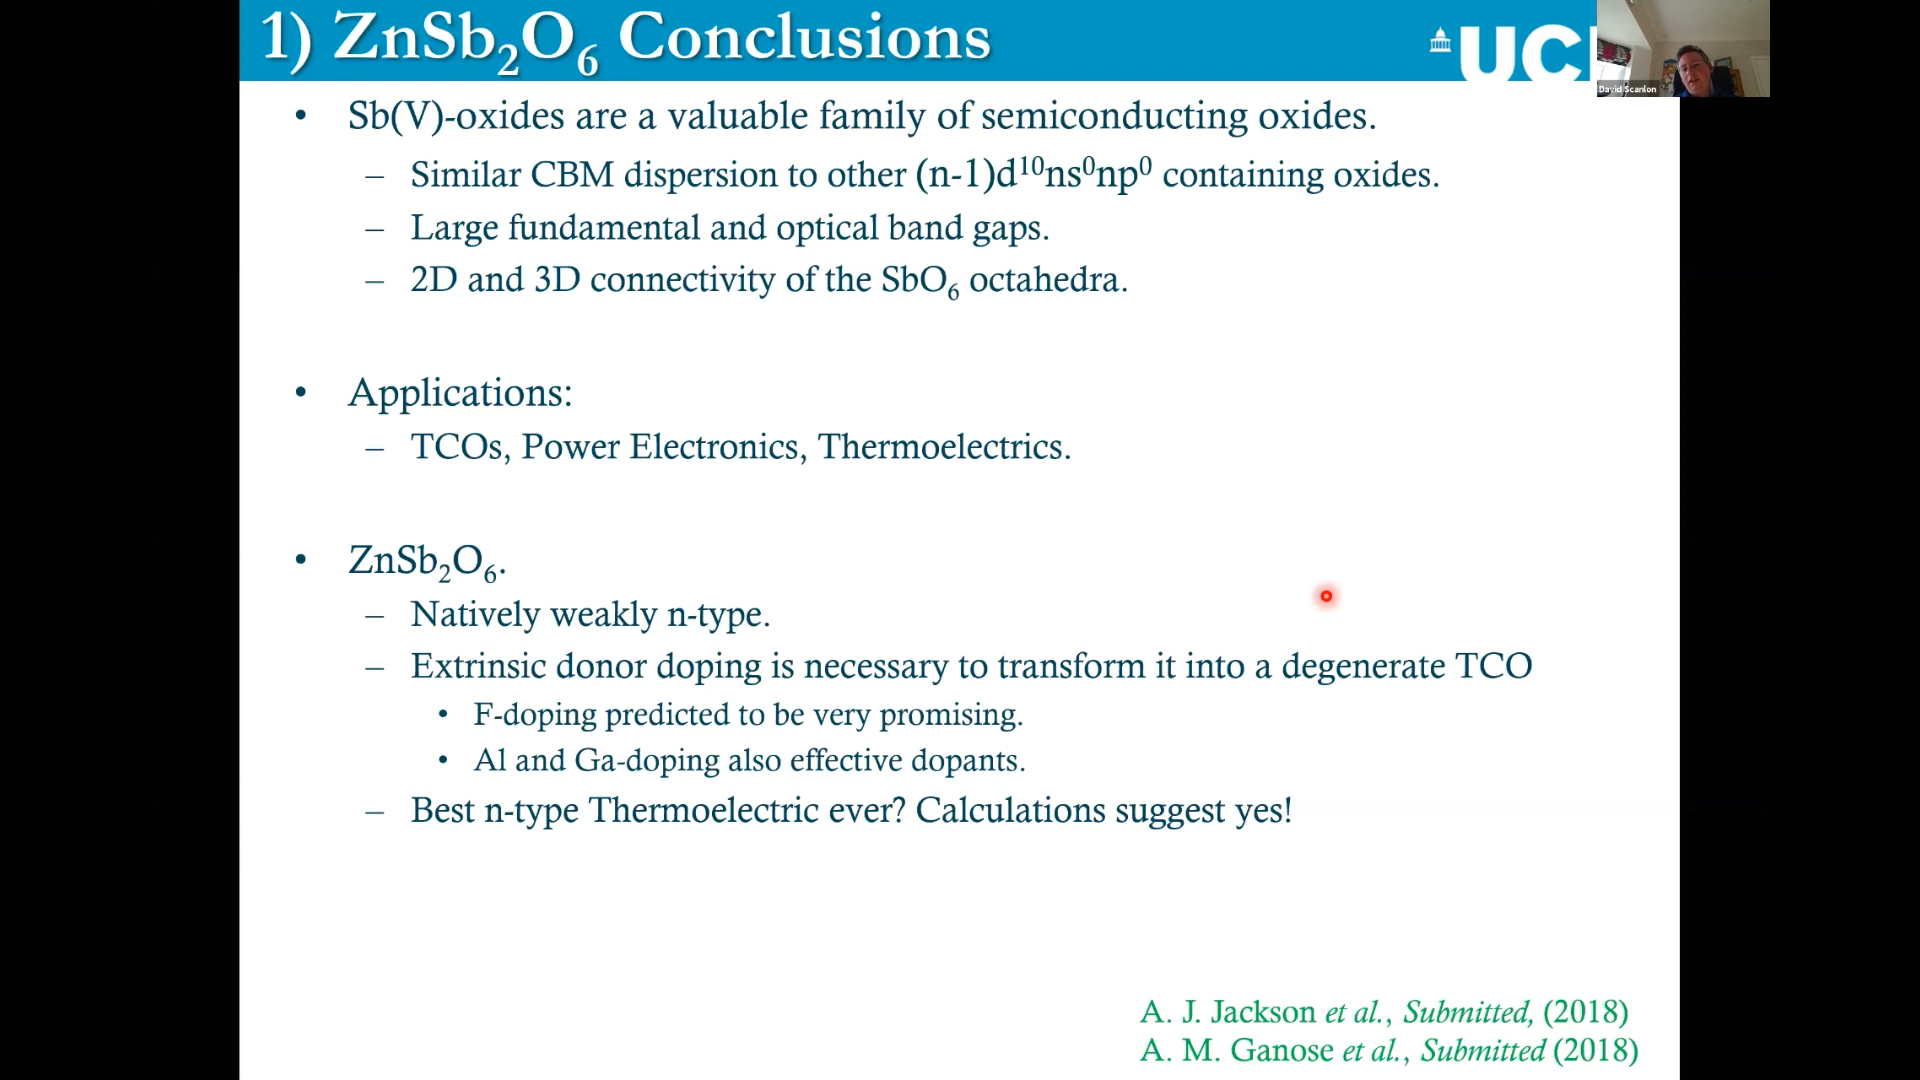 1) ZnSb₂O₆ Conclusions
UCL
David Scanlon
• Sb(V)-oxides are a valuable family of semiconducting oxides.
– Similar CBM dispersion to other (n-1)d¹⁰ns⁰np⁰ containing oxides.
– Large fundamental and optical band gaps.
– 2D and 3D connectivity of the SbO₆ octahedra.
• Applications:
– TCOs, Power Electronics, Thermoelectrics.
• ZnSb₂O₆.
– Natively weakly n-type.
– Extrinsic donor doping is necessary to transform it into a degenerate TCO
• F-doping predicted to be very promising.
• Al and Ga-doping also effective dopants.
– Best n-type Thermoelectric ever? Calculations suggest yes!
A. J. Jackson et al., Submitted, (2018)
A. M. Ganose et al., Submitted (2018)